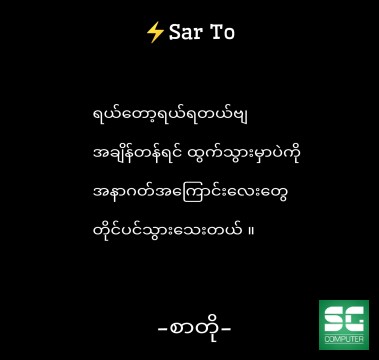 ⚡Sar To
ရယ်တော့ရယ်ရတယ်ဗျ
အချိန်တန်ရင် ထွက်သွားမှာပဲကို
အနာဂတ်အကြောင်းလေးတွေ
တိုင်ပင်သွားသေးတယ် ။
-စာတို-
SG
COMPUTER